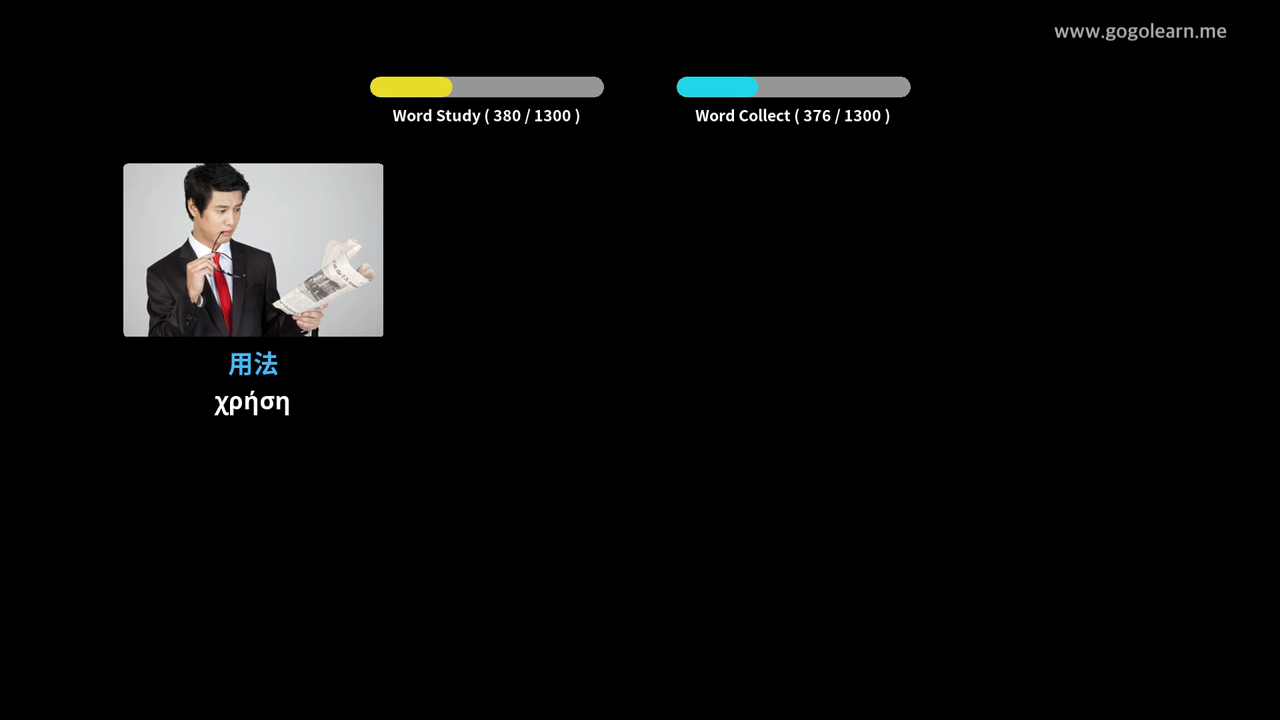 www.gogolearn.me
Word Study ( 380 / 1300 )
Word Collect ( 376 / 1300 )
用法
χρήση